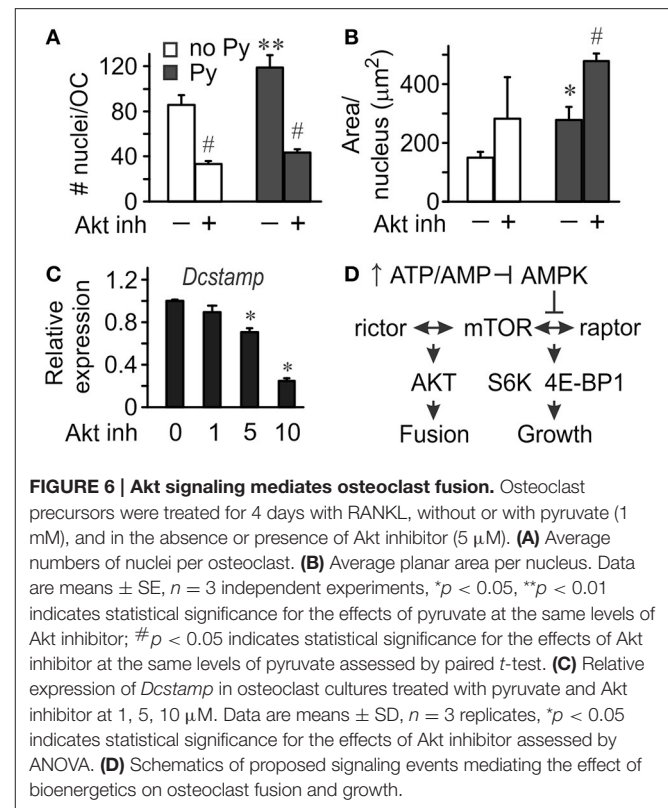 A
no Py
Py
**
120
80
40
0
# nuclei/OC
#
#
Akt inh − + − +
B
#
*
600
400
200
0
Area/
nucleus (μm²)
Akt inh − + − +
C
Dcstamp
1.2
0.8
0.4
0
Relative
expression
*
*
Akt inh 0 1 5 10
D
↑ ATP/AMP ⊣ AMPK
rictor ↔ mTOR ↔ raptor
AKT S6K 4E-BP1
Fusion Growth
FIGURE 6 | Akt signaling mediates osteoclast fusion. Osteoclast
precursors were treated for 4 days with RANKL, without or with pyruvate (1
mM), and in the absence or presence of Akt inhibitor (5 μM). (A) Average
numbers of nuclei per osteoclast. (B) Average planar area per nucleus. Data
are means ± SE, n = 3 independent experiments, *p < 0.05, **p < 0.01
indicates statistical significance for the effects of pyruvate at the same levels of
Akt inhibitor; #p < 0.05 indicates statistical significance for the effects of Akt
inhibitor at the same levels of pyruvate assessed by paired t-test. (C) Relative
expression of Dcstamp in osteoclast cultures treated with pyruvate and Akt
inhibitor at 1, 5, 10 μM. Data are means ± SD, n = 3 replicates, *p < 0.05
indicates statistical significance for the effects of Akt inhibitor assessed by
ANOVA. (D) Schematics of proposed signaling events mediating the effect of
bioenergetics on osteoclast fusion and growth.